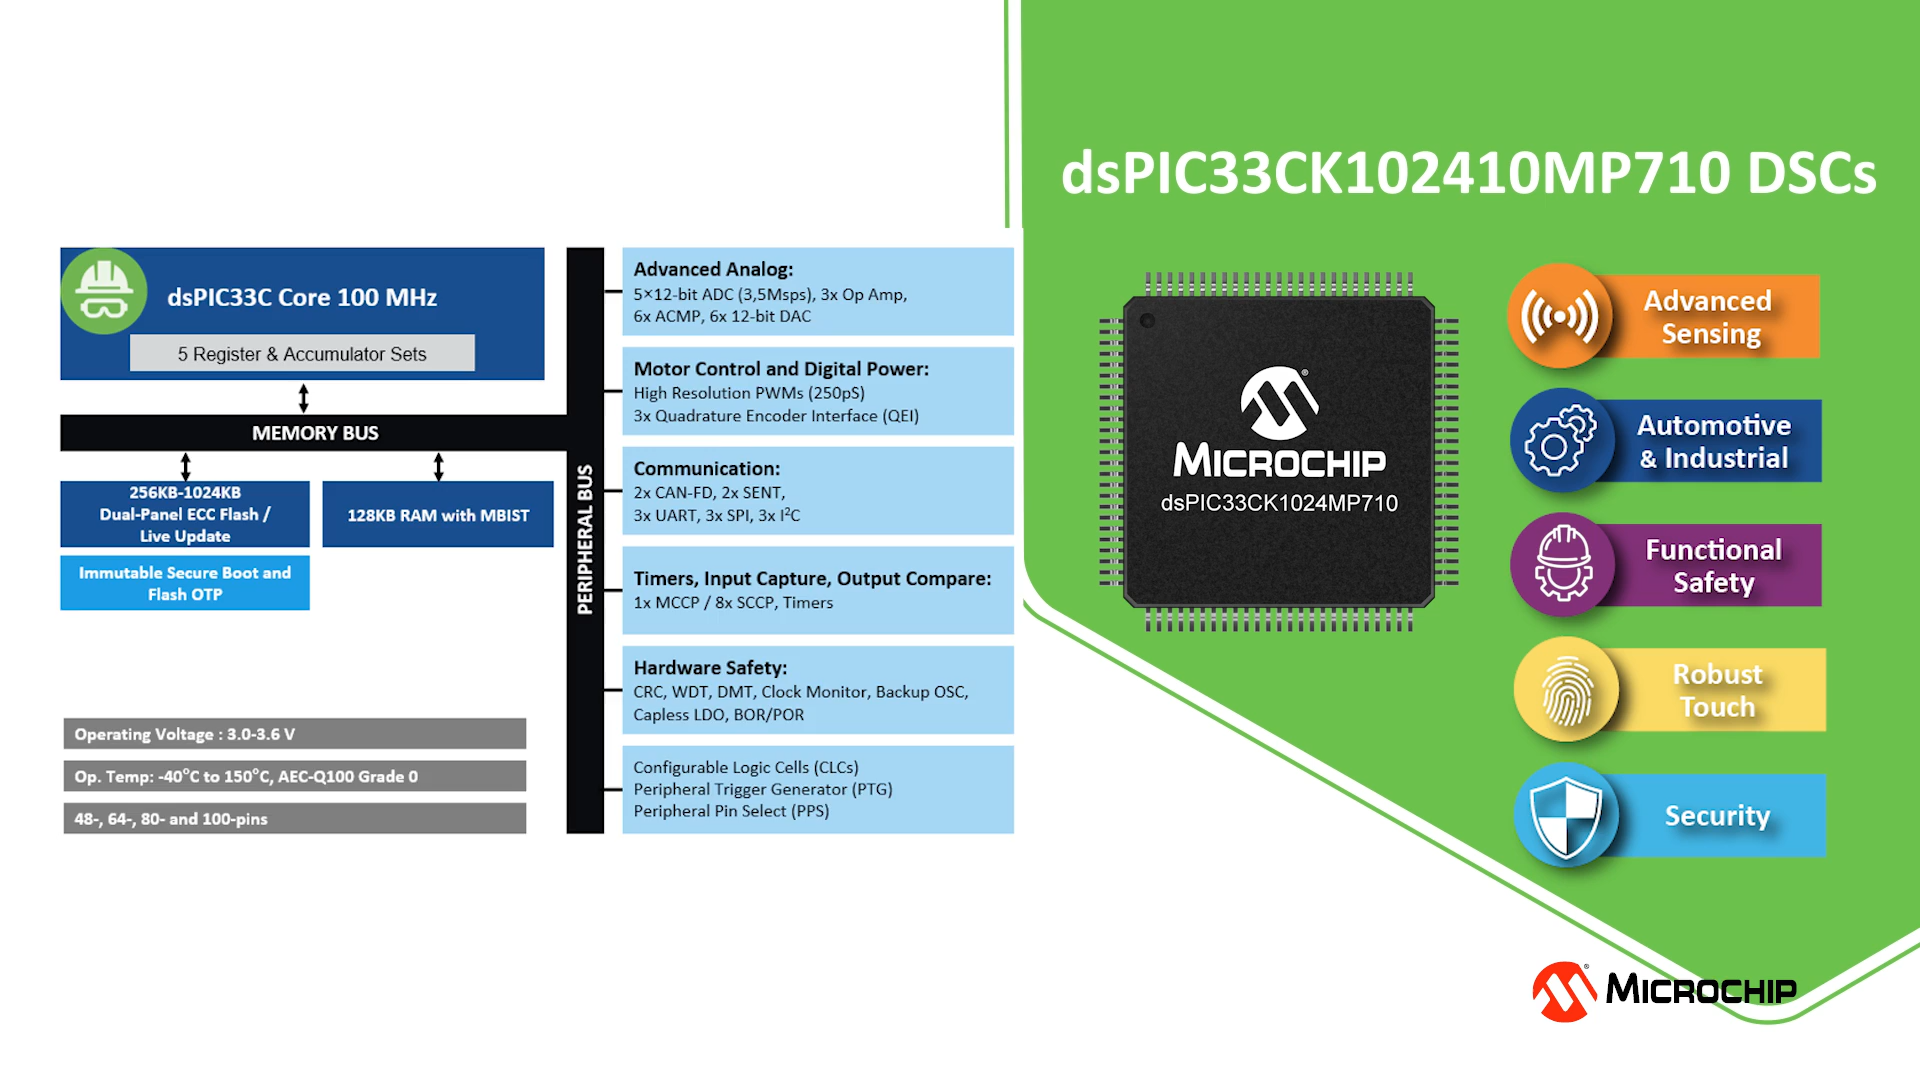 dsPIC33CK102410MP710 DSCs
dsPIC33C Core 100 MHz
5 Register & Accumulator Sets
MEMORY BUS
256KB-1024KB
Dual-Panel ECC Flash /
Live Update
128KB RAM with MBIST
Immutable Secure Boot and
Flash OTP
Operating Voltage : 3.0-3.6 V
Op. Temp: -40°C to 150°C, AEC-Q100 Grade 0
48-, 64-, 80- and 100-pins
PERIPHERAL BUS
Advanced Analog:
5×12-bit ADC (3,5Msps), 3x Op Amp,
6x ACMP, 6x 12-bit DAC
Motor Control and Digital Power:
High Resolution PWMs (250pS)
3x Quadrature Encoder Interface (QEI)
Communication:
2x CAN-FD, 2x SENT,
3x UART, 3x SPI, 3x I²C
Timers, Input Capture, Output Compare:
1x MCCP / 8x SCCP, Timers
Hardware Safety:
CRC, WDT, DMT, Clock Monitor, Backup OSC,
Capless LDO, BOR/POR
Configurable Logic Cells (CLCs)
Peripheral Trigger Generator (PTG)
Peripheral Pin Select (PPS)
®
MICROCHIP
dsPIC33CK1024MP710
Advanced
Sensing
Automotive
& Industrial
Functional
Safety
Robust
Touch
Security
®
MICROCHIP